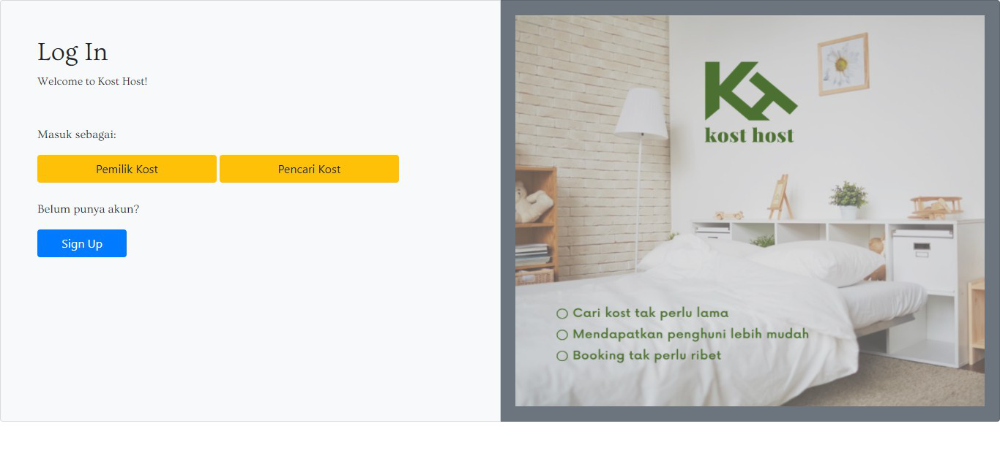 Log In
Welcome to Kost Host!
Masuk sebagai:
Pemilik Kost
Pencari Kost
Belum punya akun?
Sign Up
KH
kost host
Cari kost tak perlu lama
Mendapatkan penghuni lebih mudah
Booking tak perlu ribet